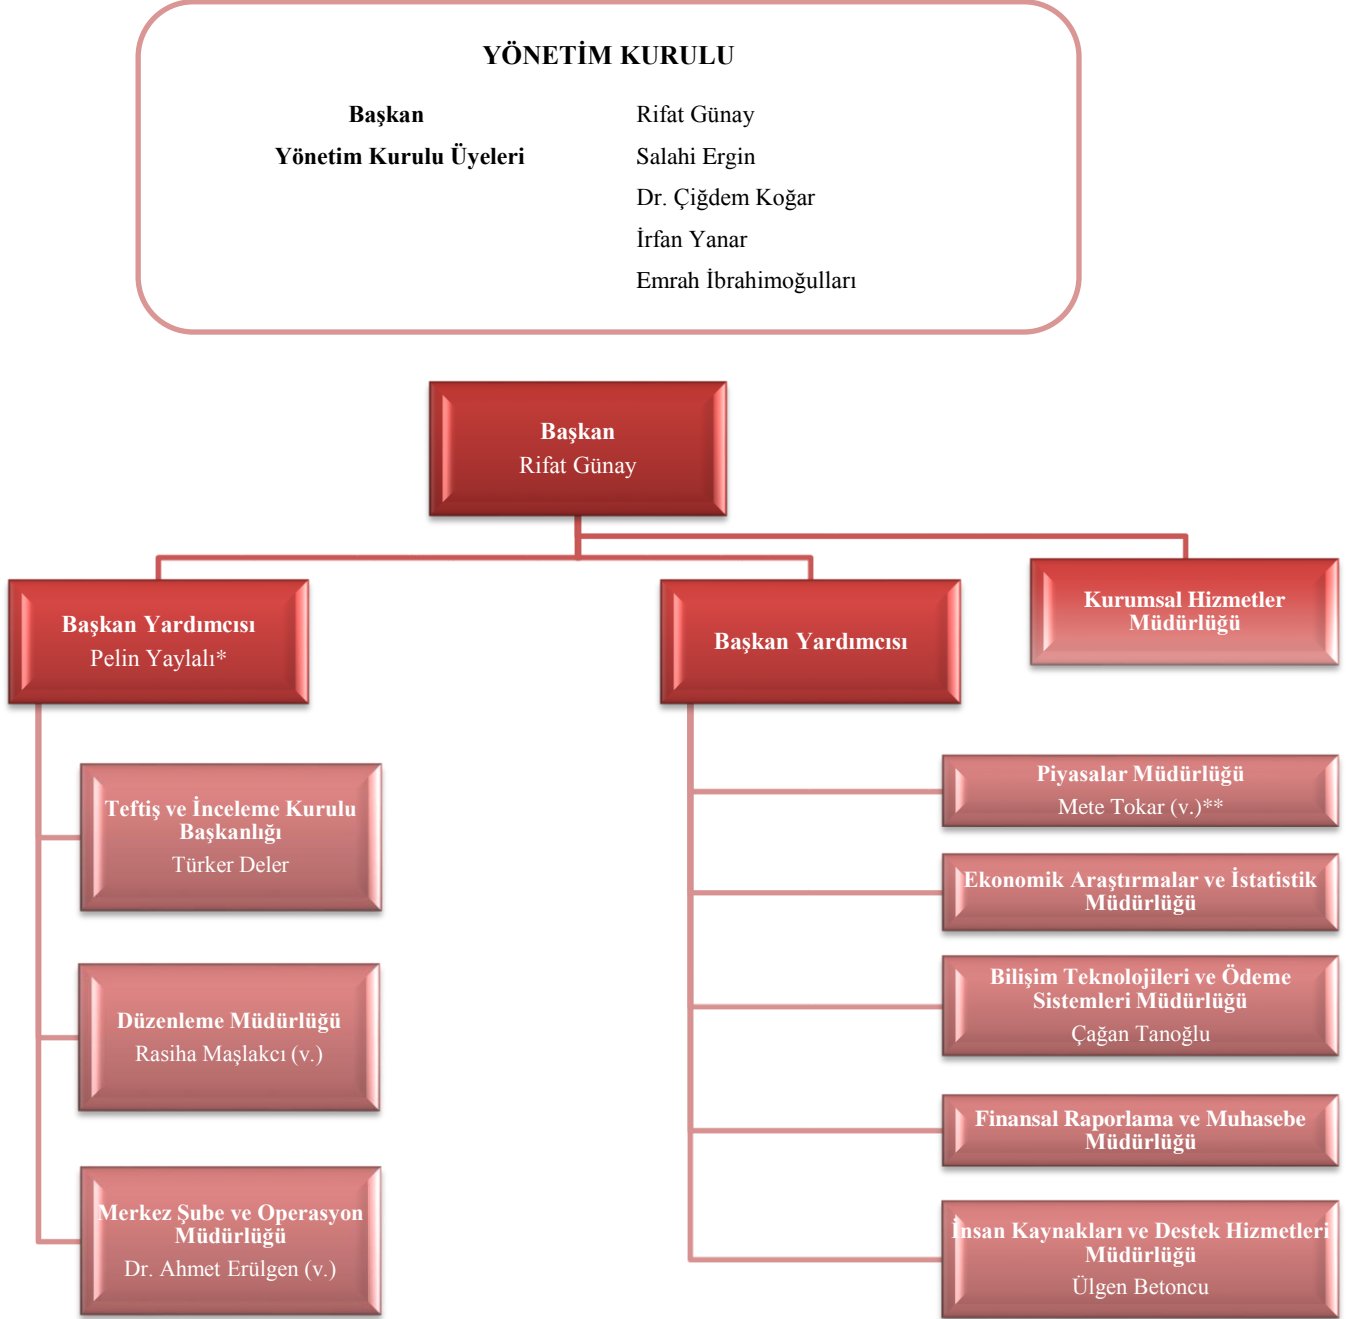 YÖNETİM KURULU
Başkan Rifat Günay
Yönetim Kurulu Üyeleri Salahi Ergin
Dr. Çiğdem Koğar
İrfan Yanar
Emrah İbrahimoğulları
Başkan
Rifat Günay
Başkan Yardımcısı
Pelin Yaylalı*
Başkan Yardımcısı
Kurumsal Hizmetler
Müdürlüğü
Teftiş ve İnceleme Kurulu
Başkanlığı
Türker Deler
Düzenleme Müdürlüğü
Rasiha Maşlakcı (v.)
Merkez Şube ve Operasyon
Müdürlüğü
Dr. Ahmet Erülgen (v.)
Piyasalar Müdürlüğü
Mete Tokar (v.)**
Ekonomik Araştırmalar ve İstatistik
Müdürlüğü
Bilişim Teknolojileri ve Ödeme
Sistemleri Müdürlüğü
Çağan Tanoğlu
Finansal Raporlama ve Muhasebe
Müdürlüğü
İnsan Kaynakları ve Destek Hizmetleri
Müdürlüğü
Ülgen Betoncu